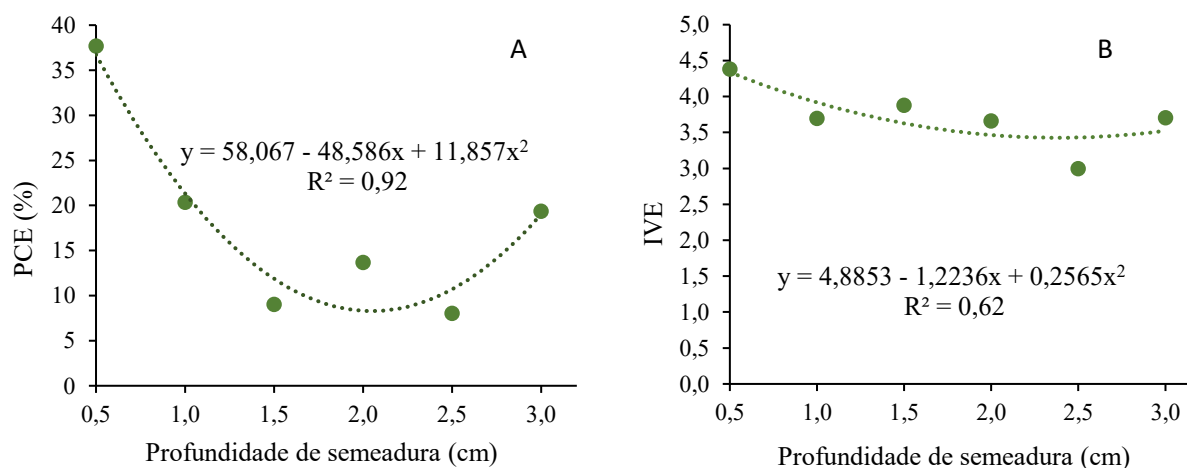 A
PCE (%)
40
35
30
25
20
15
10
5
0
y = 58,067 - 48,586x + 11,857x²
R² = 0,92
0,5 1,0 1,5 2,0 2,5 3,0
Profundidade de semeadura (cm)
B
IVE
5,0
4,5
4,0
3,5
3,0
2,5
2,0
1,5
1,0
0,5
0,0
y = 4,8853 - 1,2236x + 0,2565x²
R² = 0,62
0,5 1,0 1,5 2,0 2,5 3,0
Profundidade de semeadura (cm)